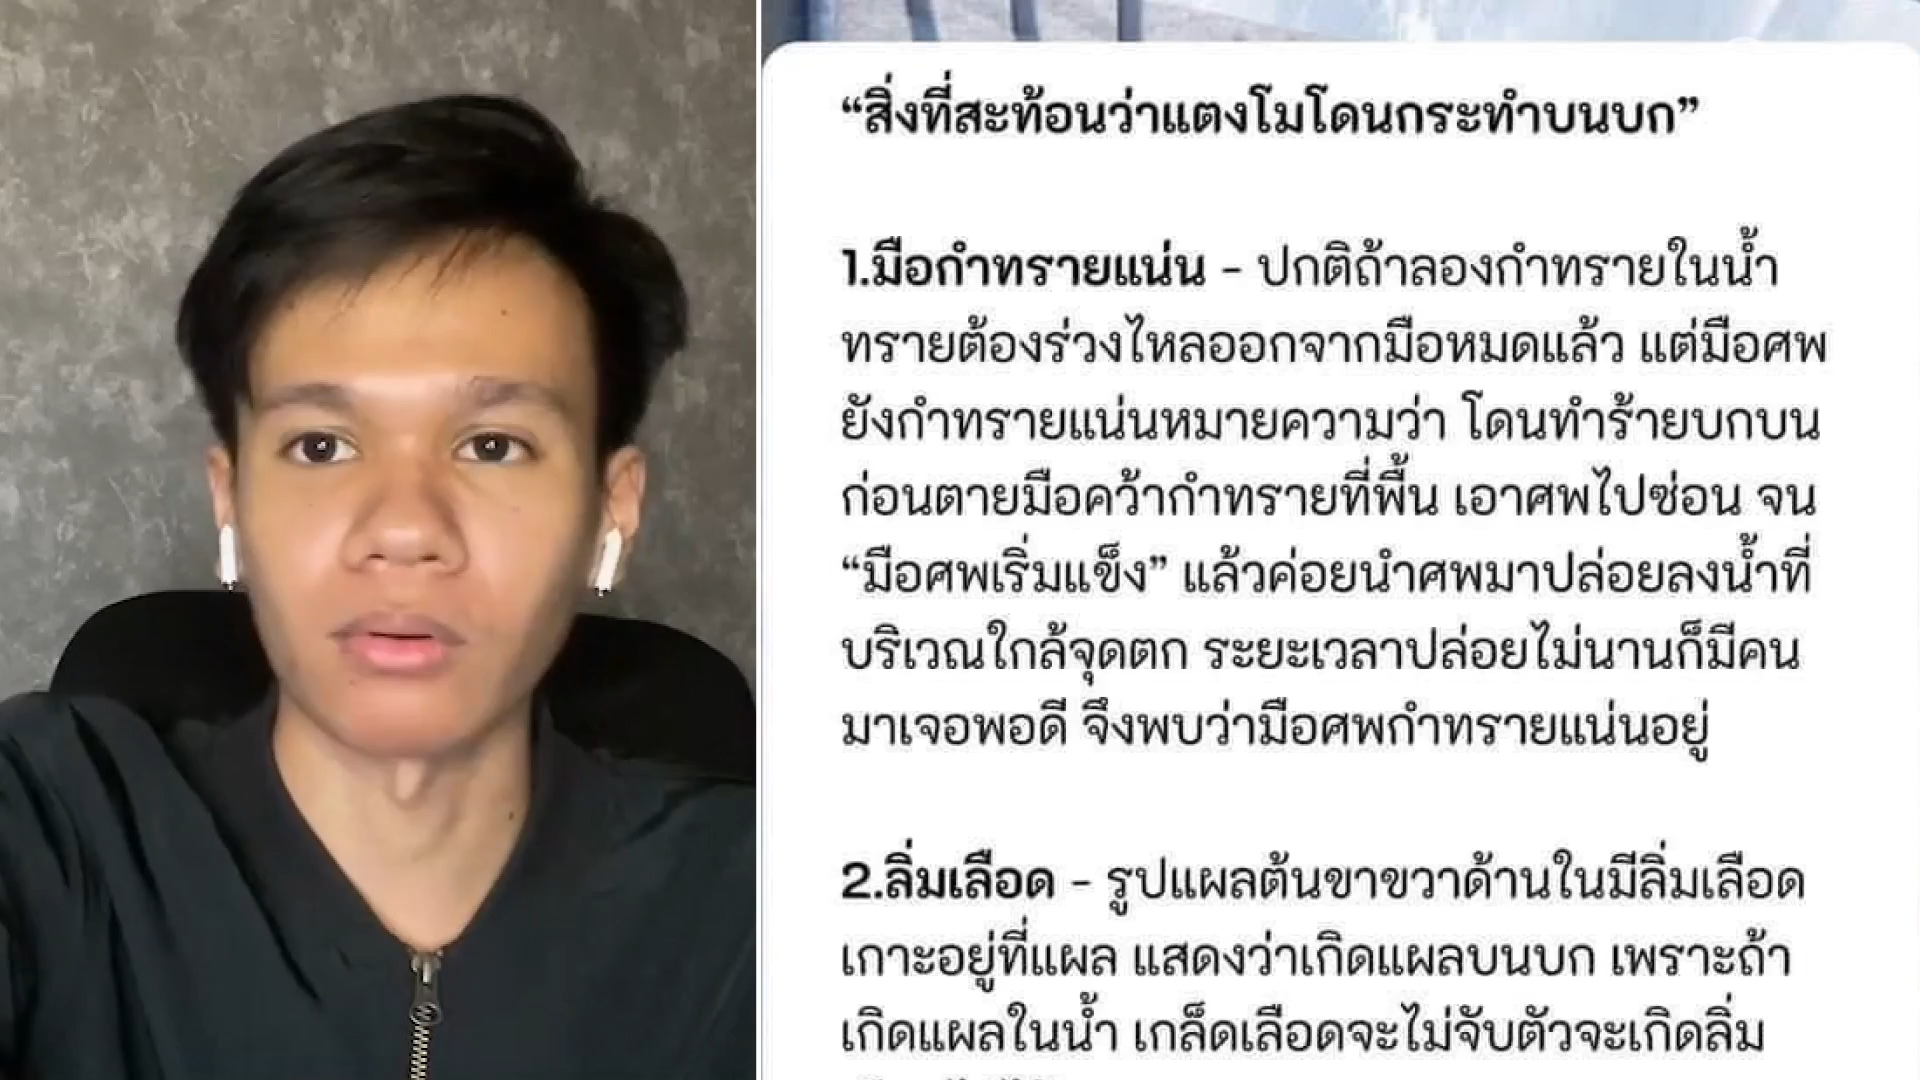 “สิ่งที่สะท้อนว่าแตงโมโดนกระทำบนบก”
1.มือกำทรายแน่น - ปกติถ้าลองกำทรายในน้ำ
ทรายต้องร่วงไหลออกจากมือหมดแล้ว แต่มือศพ
ยังกำทรายแน่นหมายความว่า โดนทำร้ายบกบน
ก่อนตายมือคว้ากำทรายที่พื้น เอาศพไปซ่อน จน
“มือศพเริ่มแข็ง” แล้วค่อยนำศพมาปล่อยลงน้ำที่
บริเวณใกล้จุดตก ระยะเวลาปล่อยไม่นานก็มีคน
มาเจอพอดี จึงพบว่ามือศพกำทรายแน่นอยู่
2.ลิ่มเลือด - รูปแผลต้นขาขวาด้านในมีลิ่มเลือด
เกาะอยู่ที่แผล แสดงว่าเกิดแผลบนบก เพราะถ้า
เกิดแผลในน้ำ เกล็ดเลือดจะไม่จับตัวจะเกิดลิ่ม